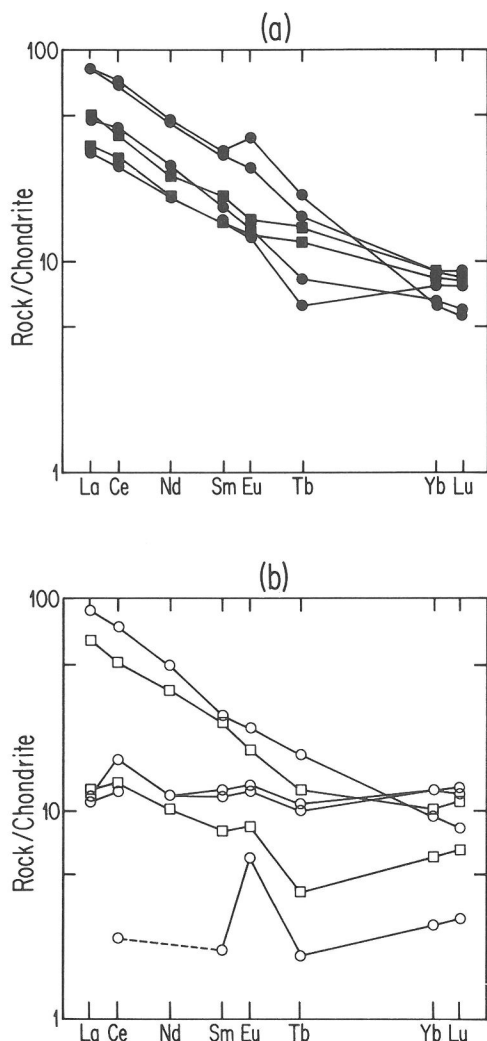 (a)
100
10
1
Rock/Chondrite
La Ce Nd Sm Eu Tb Yb Lu
(b)
100
10
1
Rock/Chondrite
La Ce Nd Sm Eu Tb Yb Lu